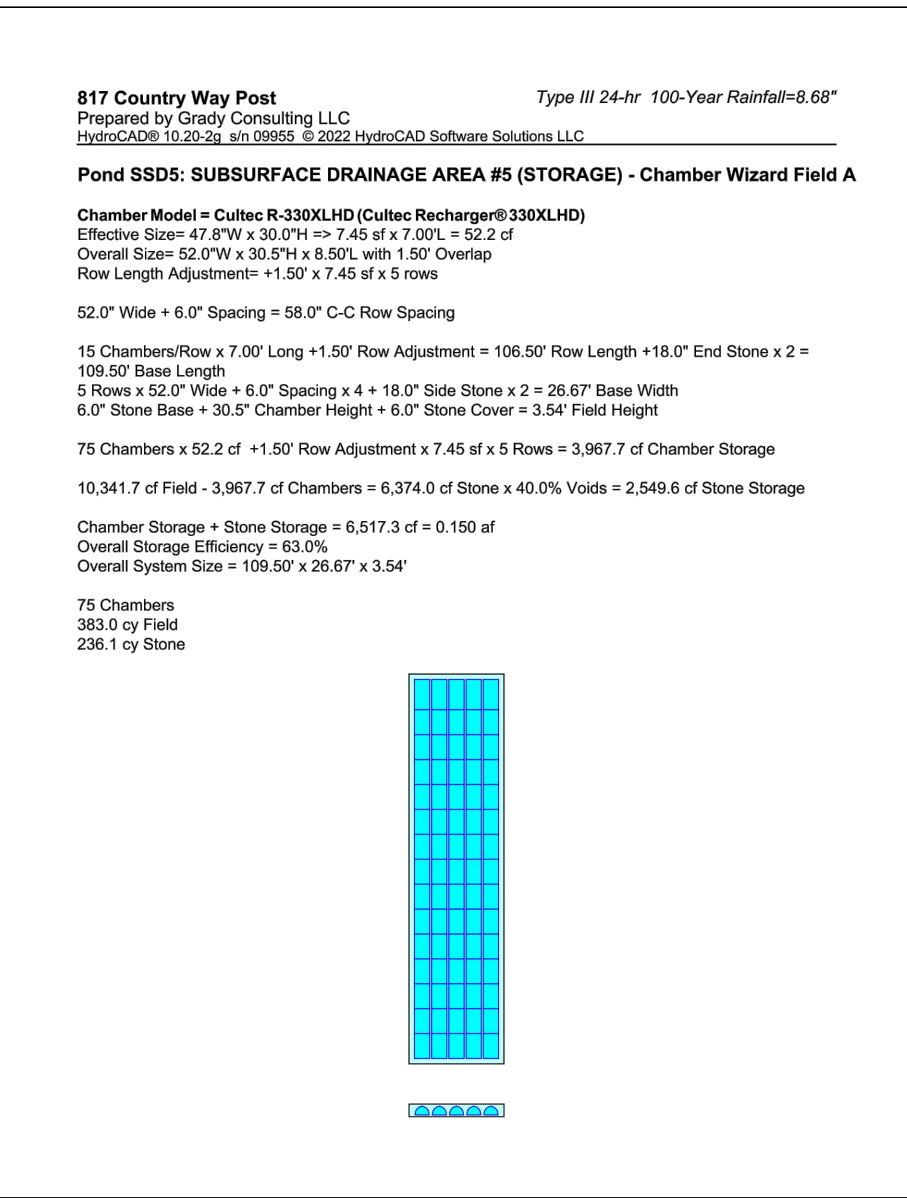 817 Country Way Post
Type III 24-hr 100-Year Rainfall=8.68"
Prepared by Grady Consulting LLC
HydroCAD® 10.20-2g s/n 09955 © 2022 HydroCAD Software Solutions LLC
Pond SSD5: SUBSURFACE DRAINAGE AREA #5 (STORAGE) - Chamber Wizard Field A
Chamber Model = Cultec R-330XLHD (Cultec Recharger® 330XLHD)
Effective Size= 47.8"W x 30.0"H => 7.45 sf x 7.00'L = 52.2 cf
Overall Size= 52.0"W x 30.5"H x 8.50'L with 1.50' Overlap
Row Length Adjustment= +1.50' x 7.45 sf x 5 rows
52.0" Wide + 6.0" Spacing = 58.0" C-C Row Spacing
15 Chambers/Row x 7.00' Long +1.50' Row Adjustment = 106.50' Row Length +18.0" End Stone x 2 =
109.50' Base Length
5 Rows x 52.0" Wide + 6.0" Spacing x 4 + 18.0" Side Stone x 2 = 26.67' Base Width
6.0" Stone Base + 30.5" Chamber Height + 6.0" Stone Cover = 3.54' Field Height
75 Chambers x 52.2 cf +1.50' Row Adjustment x 7.45 sf x 5 Rows = 3,967.7 cf Chamber Storage
10,341.7 cf Field - 3,967.7 cf Chambers = 6,374.0 cf Stone x 40.0% Voids = 2,549.6 cf Stone Storage
Chamber Storage + Stone Storage = 6,517.3 cf = 0.150 af
Overall Storage Efficiency = 63.0%
Overall System Size = 109.50' x 26.67' x 3.54'
75 Chambers
383.0 cy Field
236.1 cy Stone